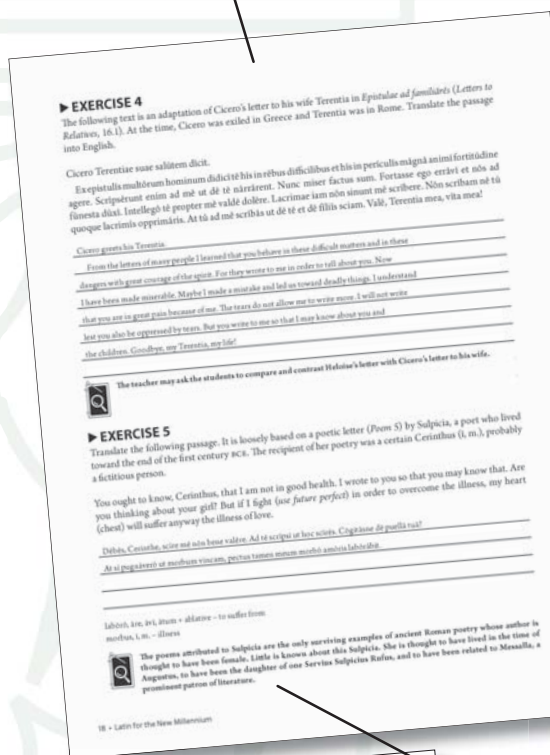 ▶ EXERCISE 4
The following text is an adaptation of Cicero's letter to his wife Terentia in Epistulae ad familiārēs (Letters to
Relatives, 16.1). At the time, Cicero was exiled in Greece and Terentia was in Rome. Translate the passage
into English.
Cicero Terentiae suae salūtem dīcit.
Ex epistulīs multōrum hominum didicī tē hīs in rēbus difficilibus et hīs in perīculīs māgnā animī fortitūdine
agere. Scrīpsērunt enim ad mē ut dē tē nārrārent. Nunc miser factus sum. Fortasse ego errāvī et nōs ad
fūnesta dūxī. Intellegō tē propter mē valdē dolēre. Lacrimae iam nōn sinunt mē scrībere. Nōn scrībam nē tū
quoque lacrimīs opprimāris. At tū ad mē scrībās ut dē tē et dē fīliīs sciam. Valē, Terentia mea, vīta mea!
Cicero greets his Terentia.
From the letters of many people I learned that you behave in these difficult matters and in these
dangers with great courage of the spirit. For they wrote to me in order to tell about you. Now
I have been made miserable. Maybe I made a mistake and led us toward deadly things. I understand
that you are in great pain because of me. The tears do not allow me to write more. I will not write
lest you also be oppressed by tears. But you write to me so that I may know about you and
the children. Goodbye, my Terentia, my life!
The teacher may ask the students to compare and contrast Heloise's letter with Cicero's letter to his wife.
▶ EXERCISE 5
Translate the following passage. It is loosely based on a poetic letter (Poem 5) by Sulpicia, a poet who lived
toward the end of the first century BCE. The recipient of her poetry was a certain Cerinthus (i, m.), probably
a fictitious person.
You ought to know, Cerinthus, that I am not in good health. I wrote to you so that you may know that. Are
you thinking about your girl? But if I fight (use future perfect) in order to overcome the illness, my heart
(chest) will suffer anyway the illness of love.
Dēbēs, Cerinthe, scīre mē nōn bene valēre. Ad tē scrīpsī ut hoc scīrēs. Cōgitāsne dē puellā tuā?
At sī pugnāverō ut morbum vincam, pectus tamen meum morbō amōris labōrābit.
labōrō, āre, āvī, ātum + ablative – to suffer from
morbus, ī, m. – illness
The poems attributed to Sulpicia are the only surviving examples of ancient Roman poetry whose author is
thought to have been female. Little is known about this Sulpicia. She is thought to have lived in the time of
Augustus, to have been the daughter of one Servius Sulpicius Rufus, and to have been related to Messalla, a
prominent patron of literature.
18 • Latin for the New Millennium